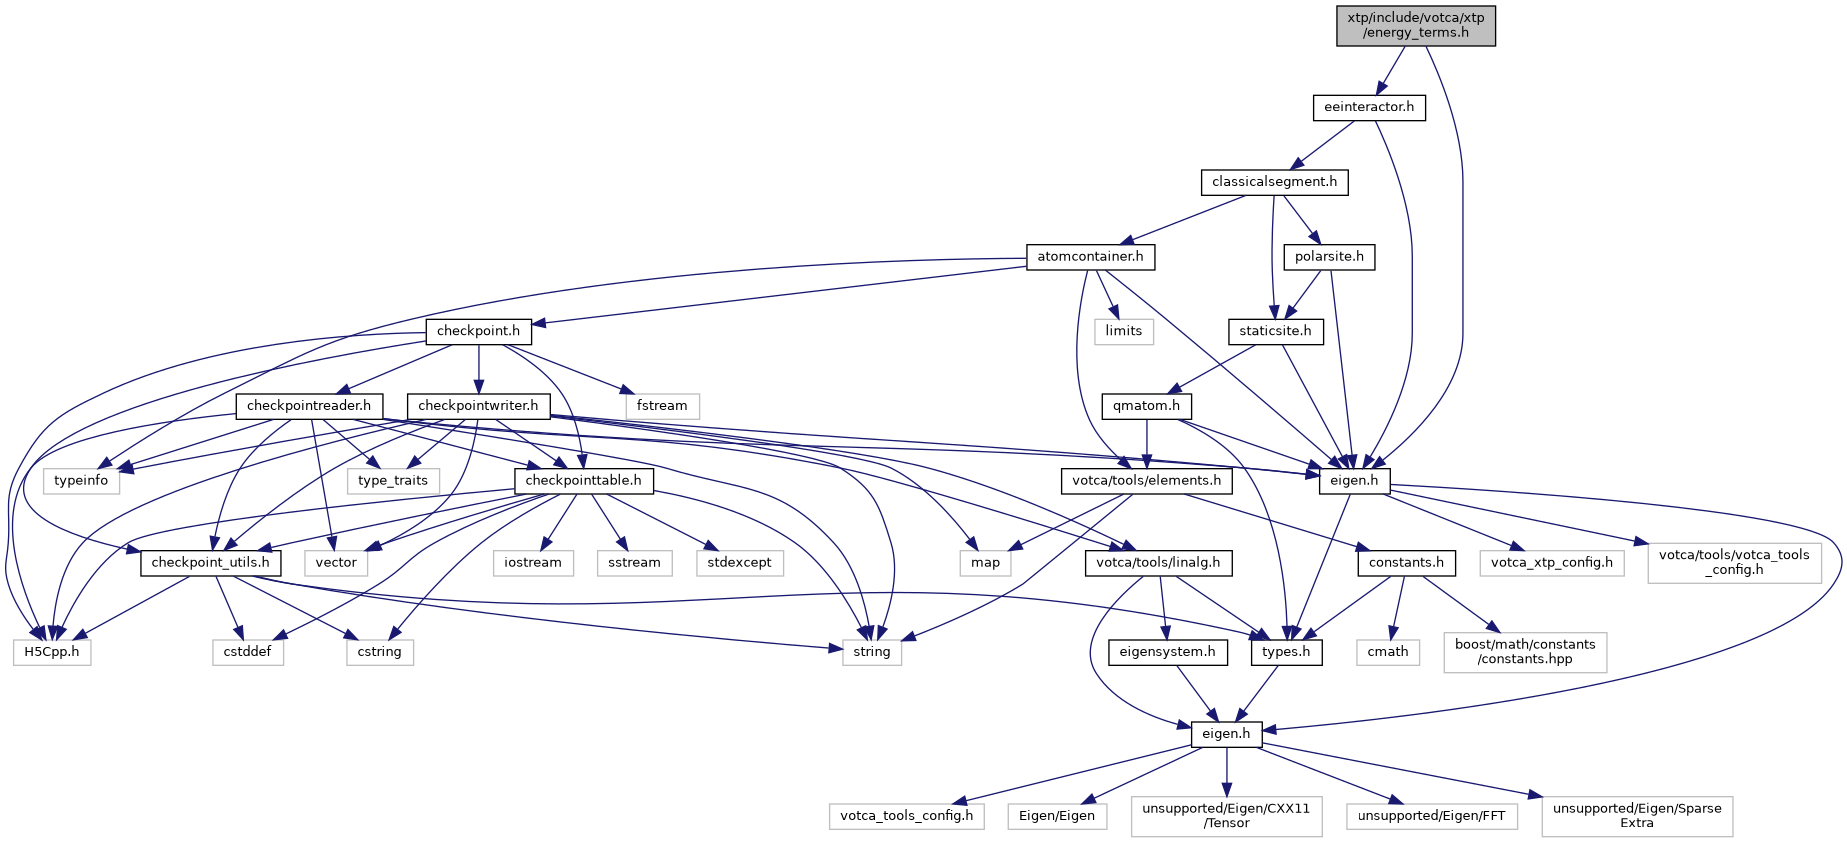 xtp/include/votca/xtp
/energy_terms.h
eeinteractor.h
classicalsegment.h
atomcontainer.h
polarsite.h
checkpoint.h
limits
staticsite.h
checkpointreader.h
checkpointwriter.h
fstream
qmatom.h
typeinfo
type_traits
checkpointtable.h
votca/tools/elements.h
eigen.h
checkpoint_utils.h
vector
iostream
sstream
stdexcept
map
votca/tools/linalg.h
constants.h
votca_xtp_config.h
votca/tools/votca_tools
_config.h
H5Cpp.h
cstddef
cstring
string
eigensystem.h
types.h
cmath
boost/math/constants
/constants.hpp
eigen.h
votca_tools_config.h
Eigen/Eigen
unsupported/Eigen/CXX11
/Tensor
unsupported/Eigen/FFT
unsupported/Eigen/Sparse
Extra